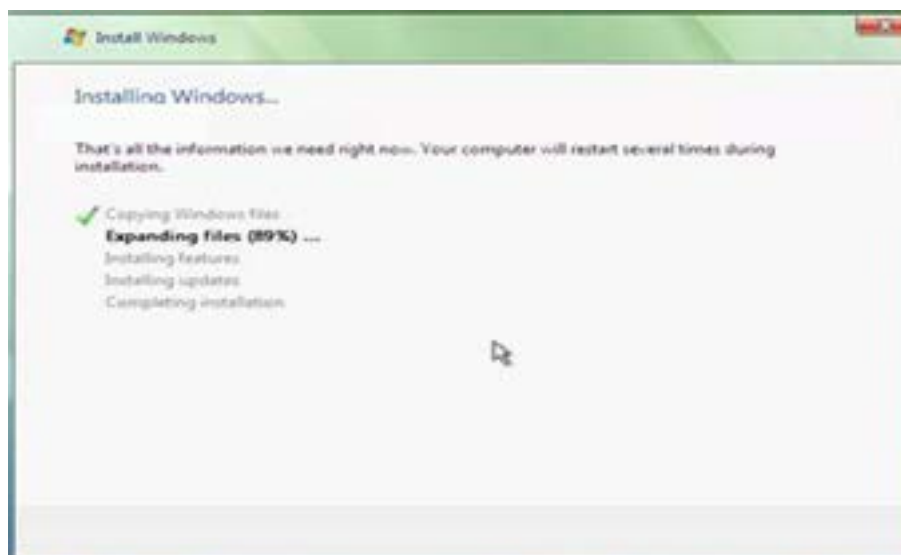 Install Windows
Installing Windows...
That's all the information we need right now. Your computer will restart several times during
installation.
Copying Windows files
Expanding files (89%) ...
Installing features
Installing updates
Completing installation